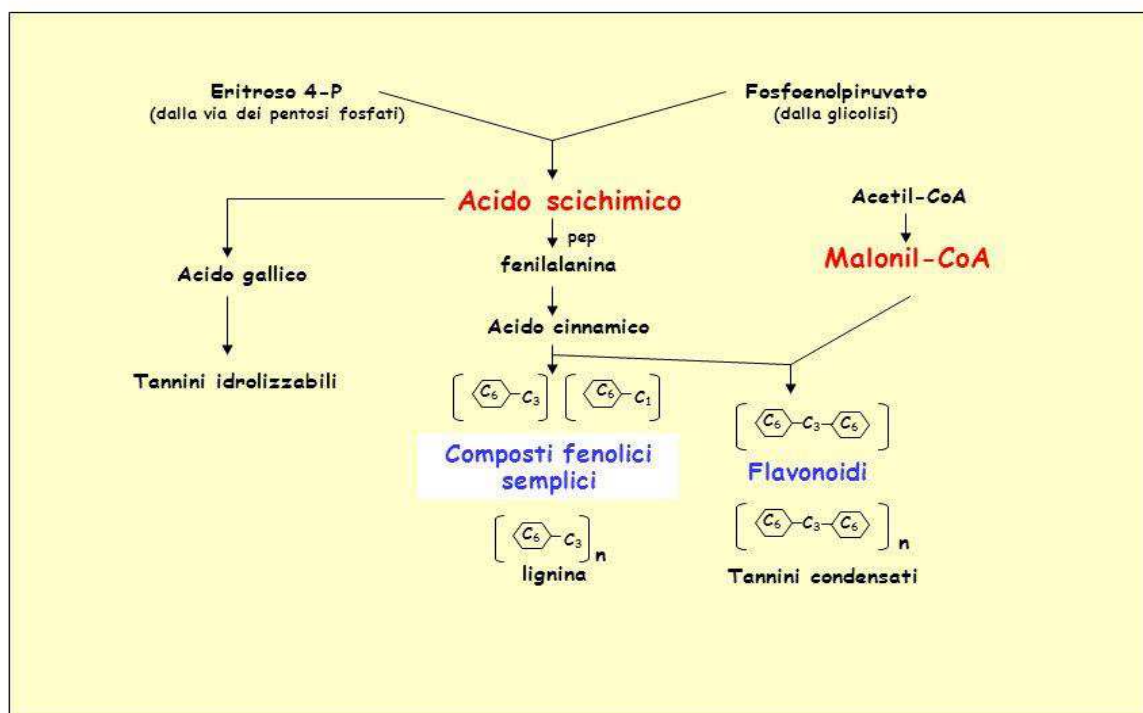 Eritroso 4-P
(dalla via dei pentosi fosfati)
Fosfoenolpiruvato
(dalla glicolisi)
Acido scichimico
Acetil-CoA
pep
Malonil-CoA
fenilalanina
Acido gallico
Acido cinnamico
Tannini idrolizzabili
C6-C3 C6-C1
C6-C3-C6
Composti fenolici
semplici
Flavonoidi
C6-C3 n
C6-C3-C6 n
lignina
Tannini condensati